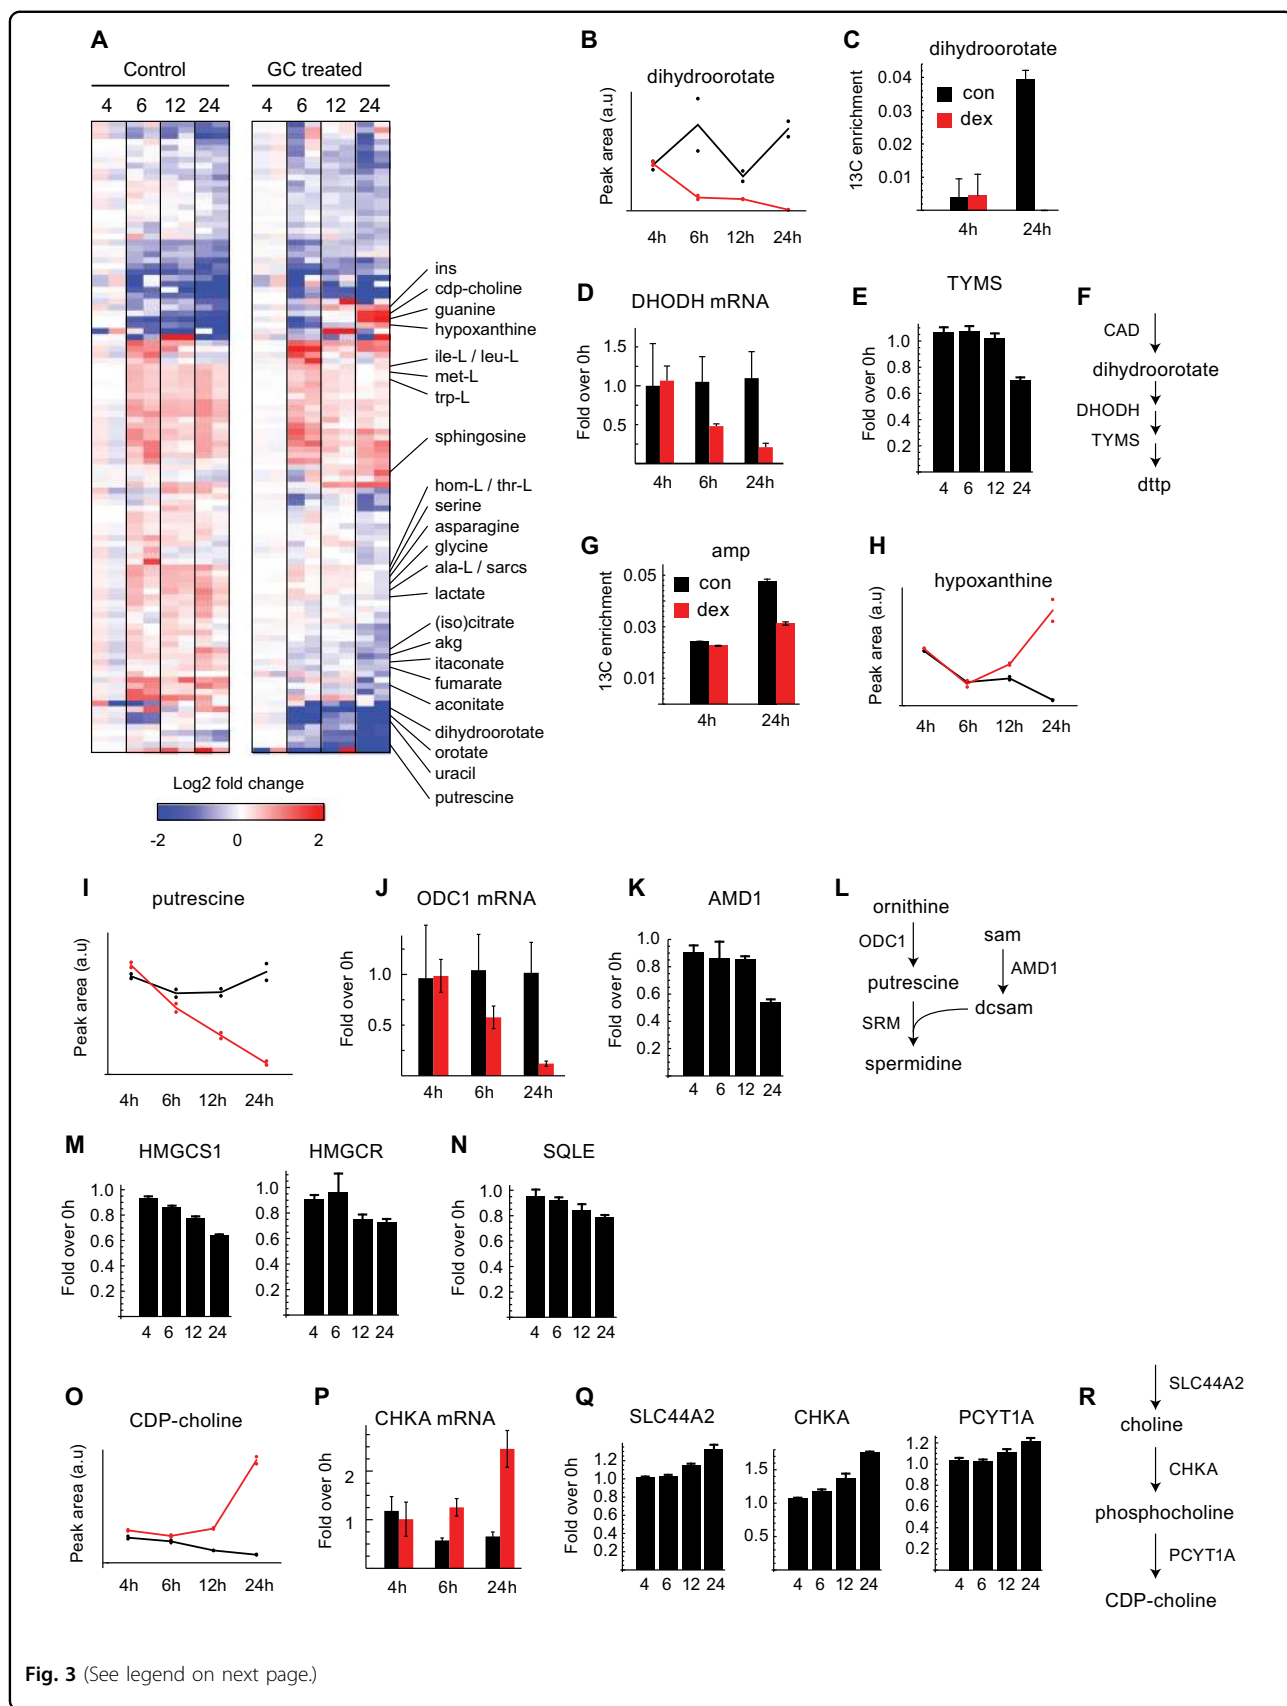 A
Control
GC treated
4 6 12 24
4 6 12 24
ins
cdp-choline
guanine
hypoxanthine
ile-L / leu-L
met-L
trp-L
sphingosine
hom-L / thr-L
serine
asparagine
glycine
ala-L / sarcs
lactate
(iso)citrate
akg
itaconate
fumarate
aconitate
dihydroorotate
orotate
uracil
putrescine
Log2 fold change
-2 0 2
B
dihydroorotate
Peak area (a.u)
4h 6h 12h 24h
C
dihydroorotate
13C enrichment
0.04
0.03
0.02
0.01
con
dex
4h 24h
D
DHODH mRNA
Fold over 0h
1.5
1.0
0.5
4h 6h 24h
E
TYMS
Fold over 0h
1.0
0.8
0.6
0.4
0.2
4 6 12 24
F
CAD
dihydroorotate
DHODH
TYMS
dttp
G
amp
13C enrichment
0.05
0.03
0.01
con
dex
4h 24h
H
hypoxanthine
Peak area (a.u)
4h 6h 12h 24h
I
putrescine
Peak area (a.u)
4h 6h 12h 24h
J
ODC1 mRNA
Fold over 0h
1.0
0.5
4h 6h 24h
K
AMD1
Fold over 0h
1.0
0.8
0.6
0.4
0.2
4 6 12 24
L
ornithine
ODC1
sam
AMD1
putrescine
dcsam
SRM
spermidine
M
HMGCS1
Fold over 0h
1.0
0.8
0.6
0.4
0.2
4 6 12 24
HMGCR
Fold over 0h
1.0
0.8
0.6
0.4
0.2
4 6 12 24
N
SQLE
Fold over 0h
1.0
0.8
0.6
0.4
0.2
4 6 12 24
O
CDP-choline
Peak area (a.u)
4h 6h 12h 24h
P
CHKA mRNA
Fold over 0h
2
1
4h 6h 24h
Q
SLC44A2
Fold over 0h
1.2
1.0
0.8
0.6
0.4
0.2
4 6 12 24
CHKA
1.5
1.0
0.5
4 6 12 24
PCYT1A
1.2
1.0
0.8
0.6
0.4
0.2
4 6 12 24
R
SLC44A2
choline
CHKA
phosphocholine
PCYT1A
CDP-choline
Fig. 3 (See legend on next page.)